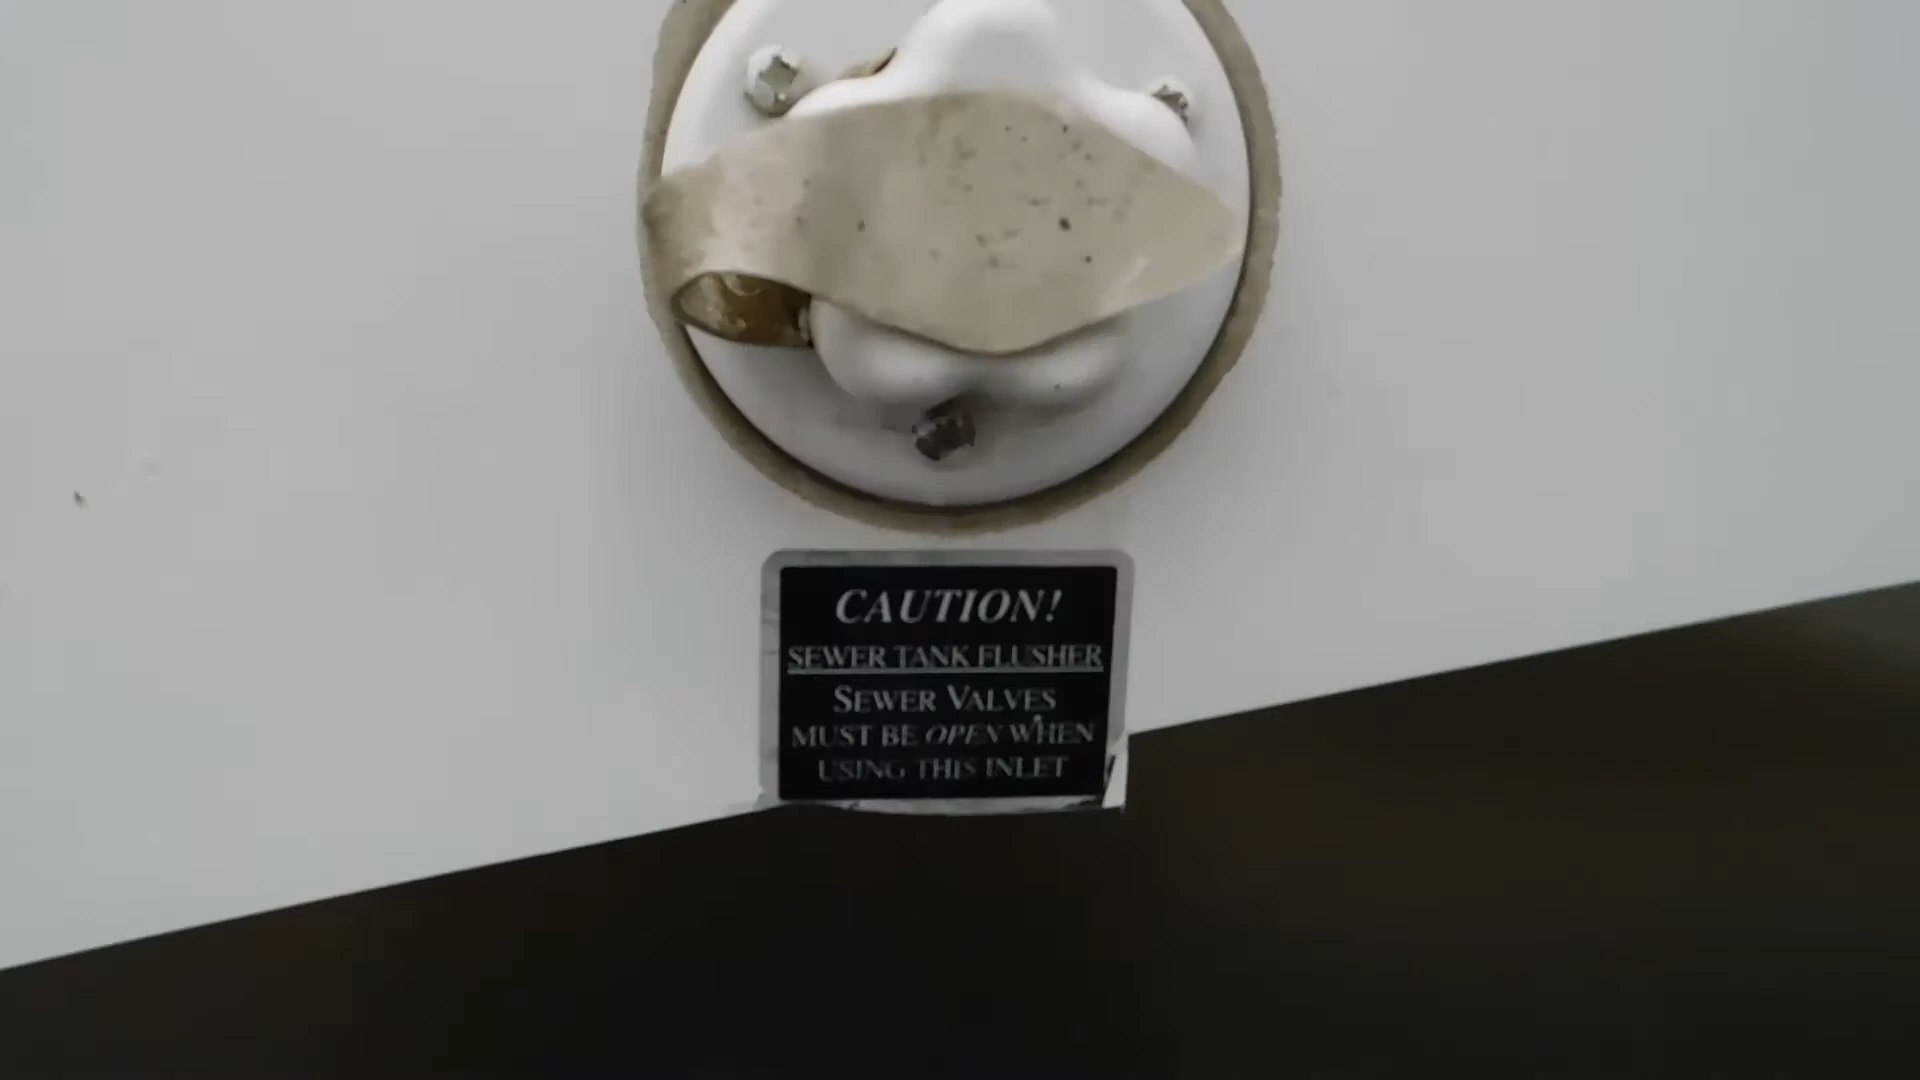 CAUTION!
SEWER TANK FLUSHER
SEWER VALVES
MUST BE OPEN WHEN
USING THIS INLET